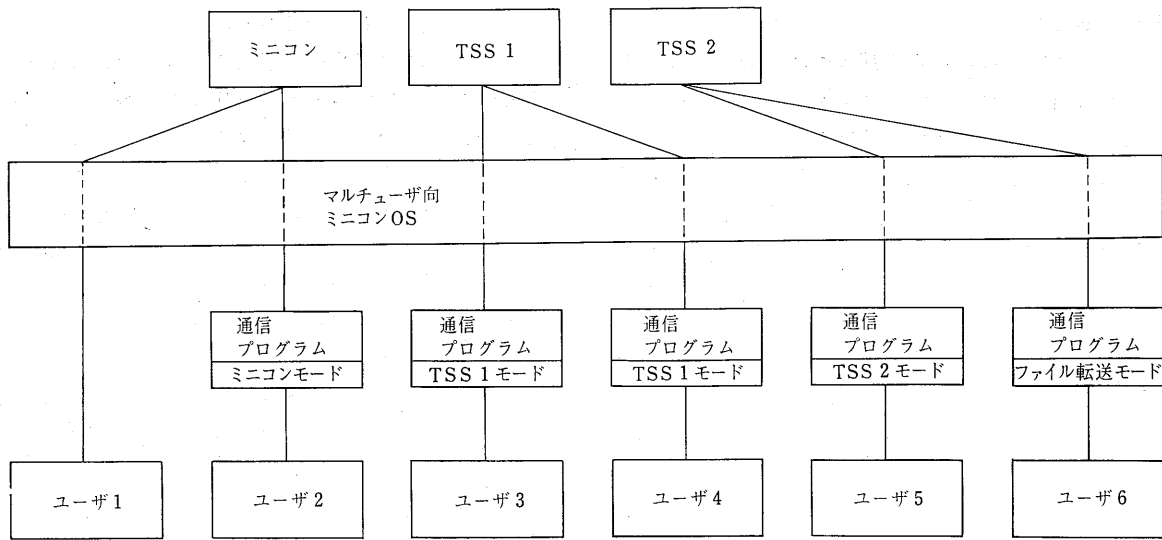 ミニコン
TSS 1
TSS 2
マルチューザ向
ミニコンOS
通信
プログラム
ミニコンモード
通信
プログラム
TSS 1モード
通信
プログラム
TSS 1モード
通信
プログラム
TSS 2モード
通信
プログラム
ファイル転送モード
ユーザ1
ユーザ2
ユーザ3
ユーザ4
ユーザ5
ユーザ6